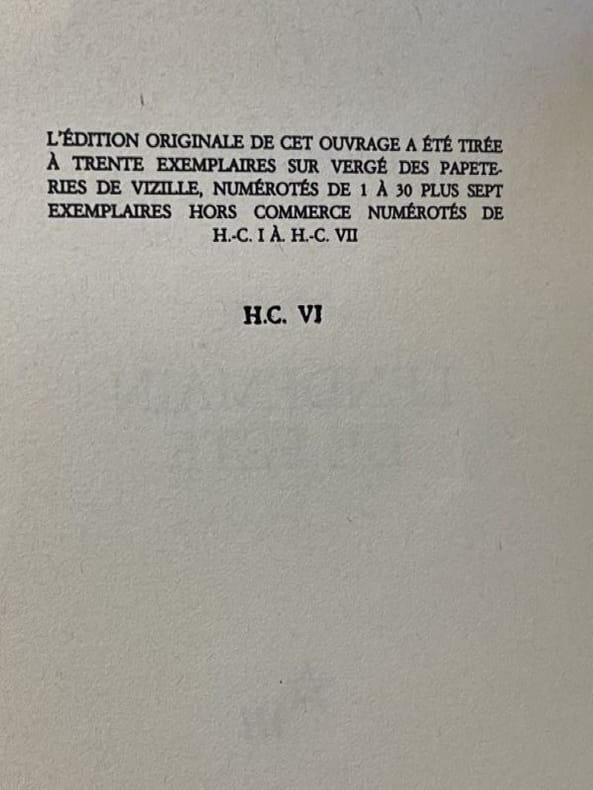 L'ÉDITION ORIGINALE DE CET OUVRAGE A ÉTÉ TIRÉE
À TRENTE EXEMPLAIRES SUR VERGÉ DES PAPETE-
RIES DE VIZILLE, NUMÉROTÉS DE 1 À 30 PLUS SEPT
EXEMPLAIRES HORS COMMERCE NUMÉROTÉS DE
H.-C. I À. H.-C. VII
H.C. VI